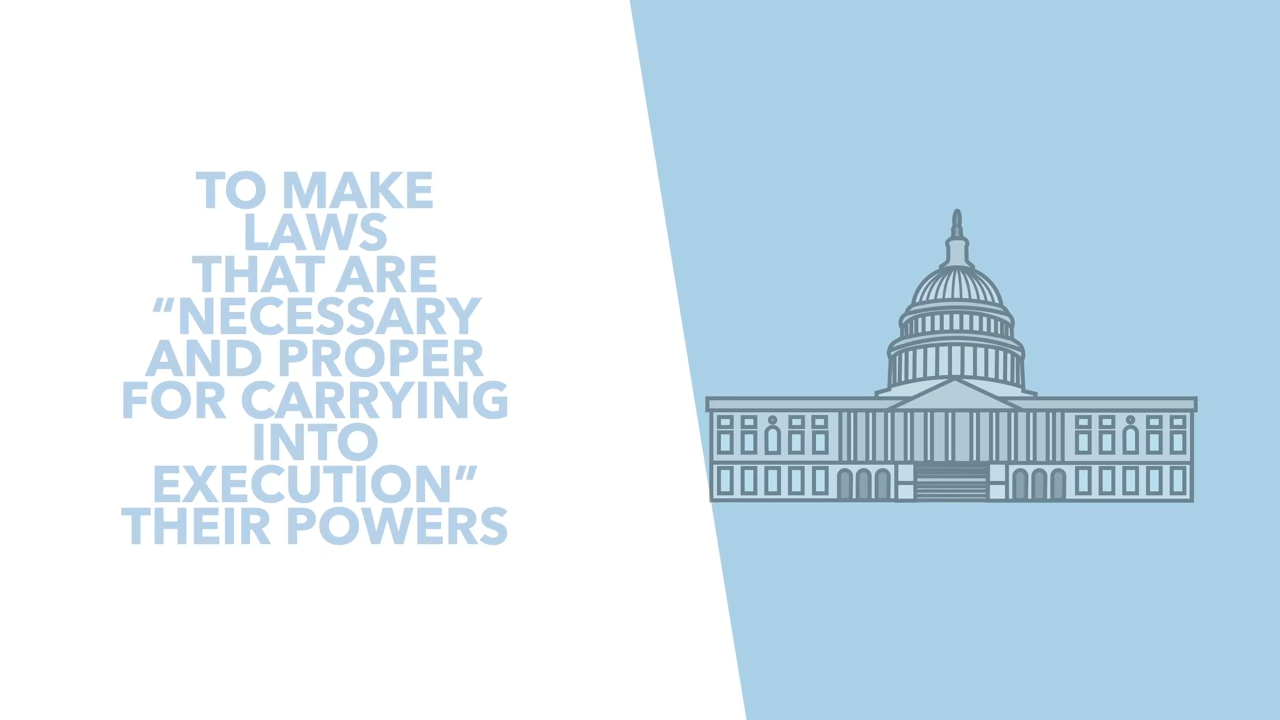 TO MAKE
LAWS
THAT ARE
“NECESSARY
AND PROPER
FOR CARRYING
INTO
EXECUTION”
THEIR POWERS